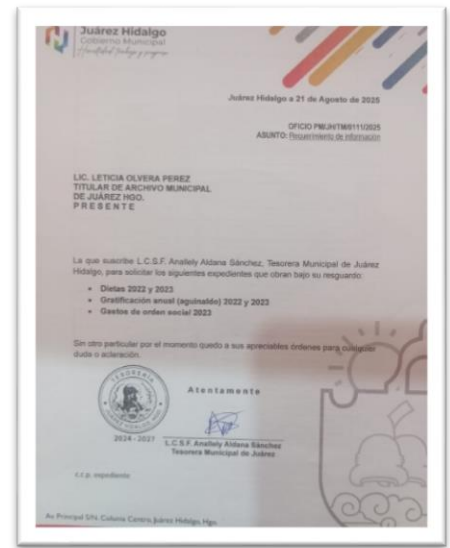 Juárez Hidalgo
Gobierno Municipal
Juárez Hidalgo a 21 de Agosto de 2025
OFICIO PM/JH/TM/0111/2025
ASUNTO: Requerimiento de información
LIC. LETICIA OLVERA PEREZ
TITULAR DE ARCHIVO MUNICIPAL
DE JUÁREZ HGO.
P R E S E N T E
La que suscribe L.C.S.F. Anallely Aldana Sánchez, Tesorera Municipal de Juárez
Hidalgo, para solicitar los siguientes expedientes que obran bajo su resguardo:
• Dietas 2022 y 2023
• Gratificación anual (aguinaldo) 2022 y 2023
• Gastos de orden social 2023
Sin otro particular por el momento quedo a sus apreciables órdenes para cualquier
duda o aclaración.
TESORERÍA
Atentamente
2024 - 2027
L.C.S.F. Anallely Aldana Sánchez
Tesorera Municipal de Juárez
c.c.p. expediente
Av. Principal S/N, Colonia Centro, Juárez Hidalgo, Hgo.